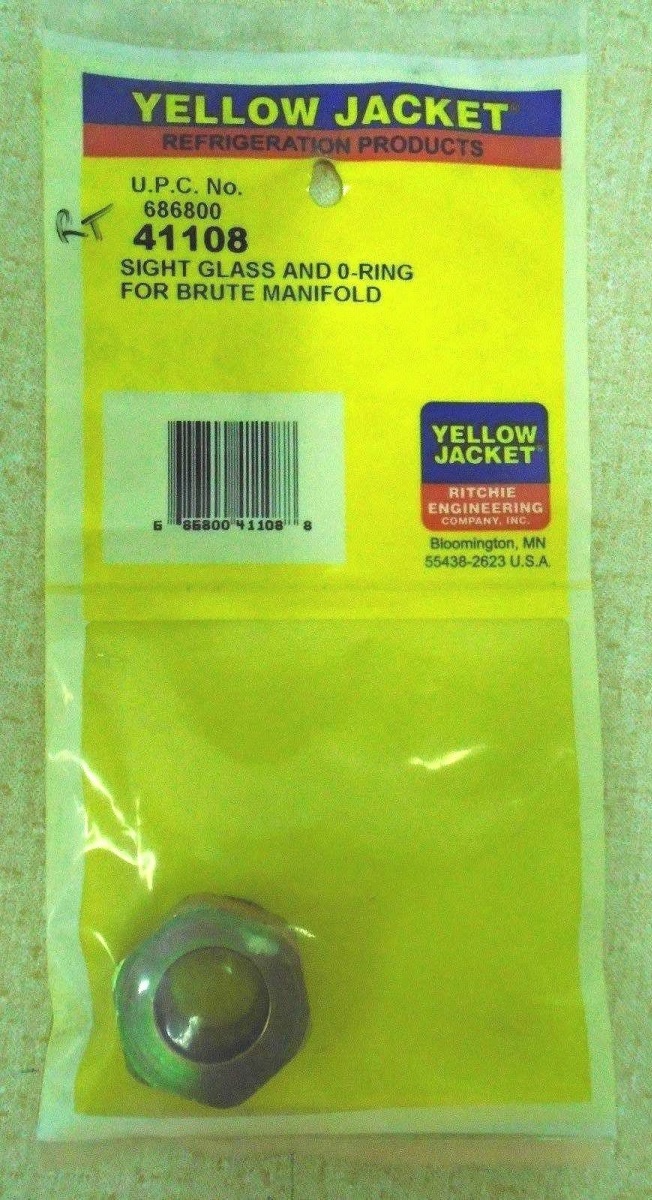 YELLOW JACKET®
REFRIGERATION PRODUCTS
U.P.C. No.
686800
41108
SIGHT GLASS AND 0-RING
FOR BRUTE MANIFOLD
6 86800 41108 8
YELLOW
JACKET®
RITCHIE
ENGINEERING
COMPANY, INC.
Bloomington, MN
55438-2623 U.S.A.